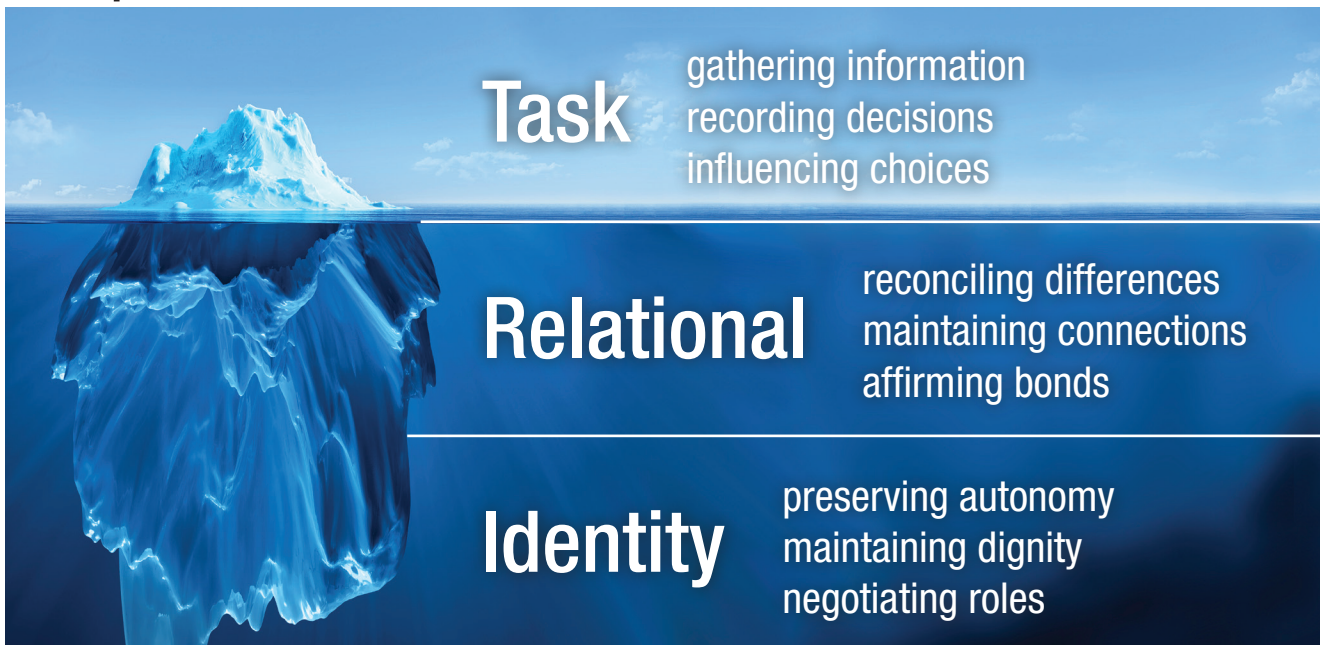 Task
gathering information
recording decisions
influencing choices
Relational
reconciling differences
maintaining connections
affirming bonds
Identity
preserving autonomy
maintaining dignity
negotiating roles